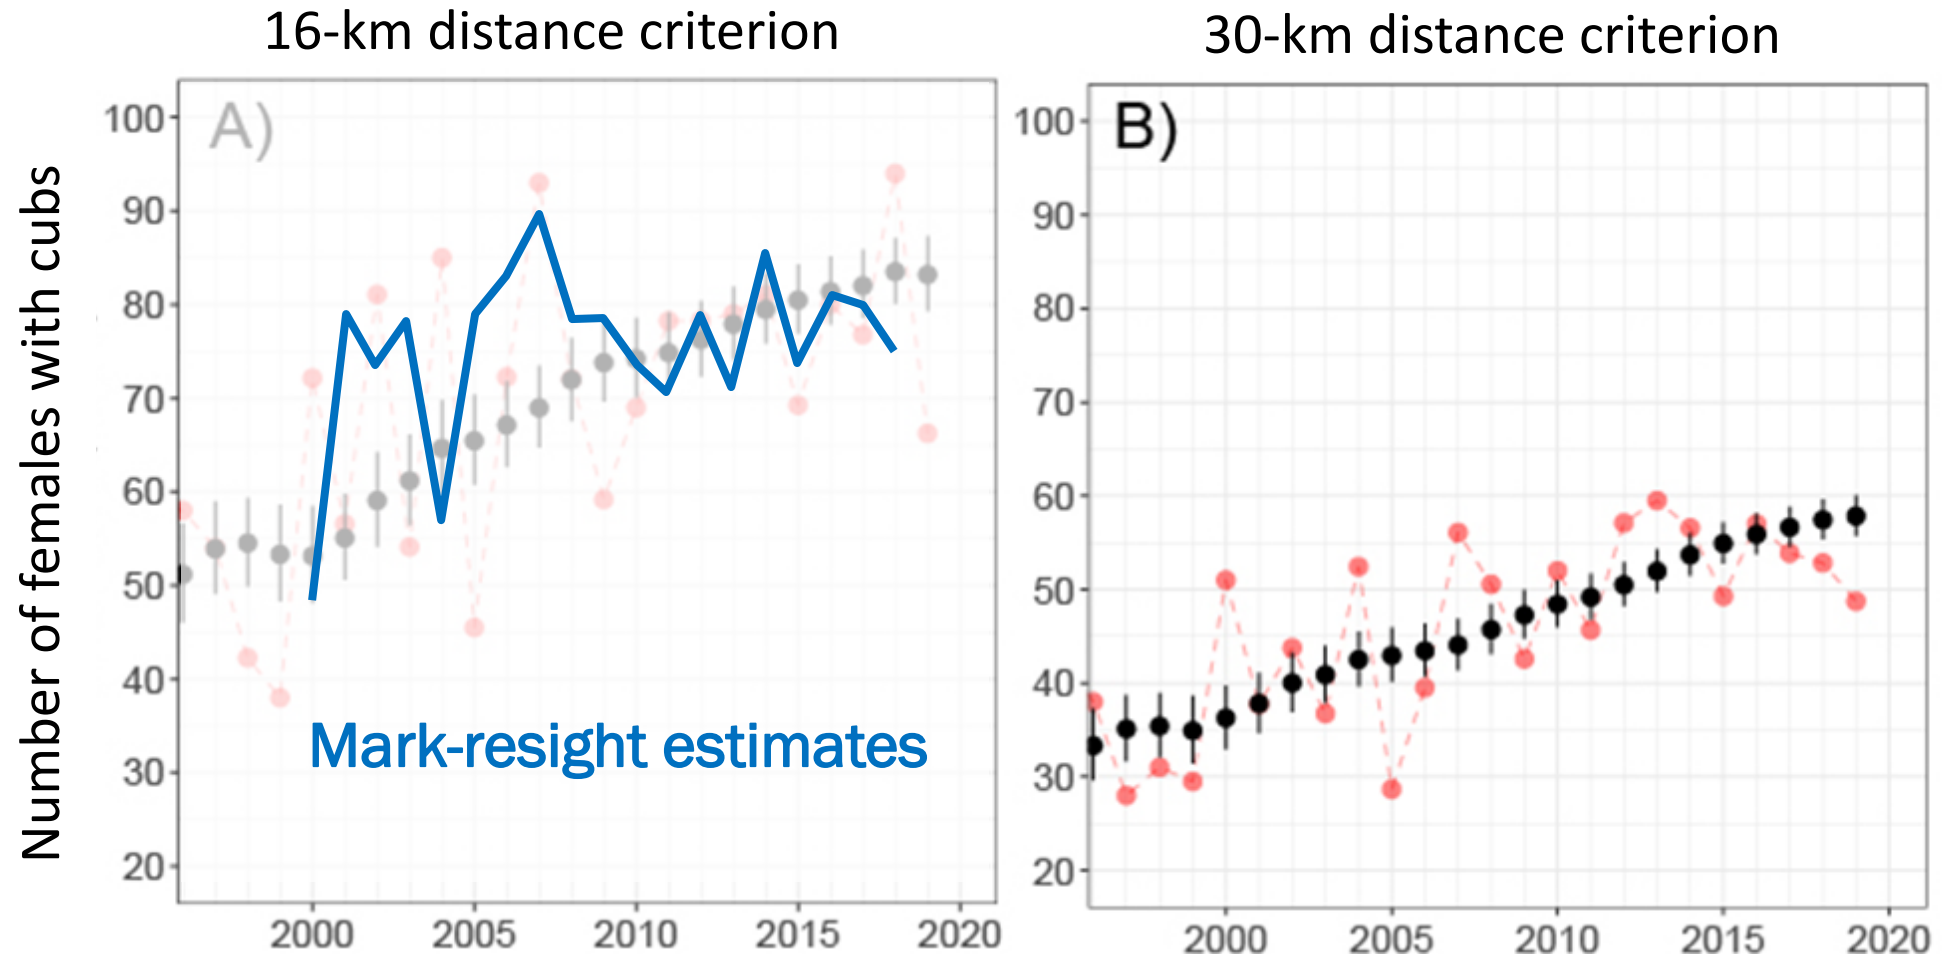 16-km distance criterion
30-km distance criterion
Number of females with cubs
A)
100
90
80
70
60
50
40
30
20
Mark-resight estimates
2000 2005 2010 2015 2020
B)
100
90
80
70
60
50
40
30
20
2000 2005 2010 2015 2020